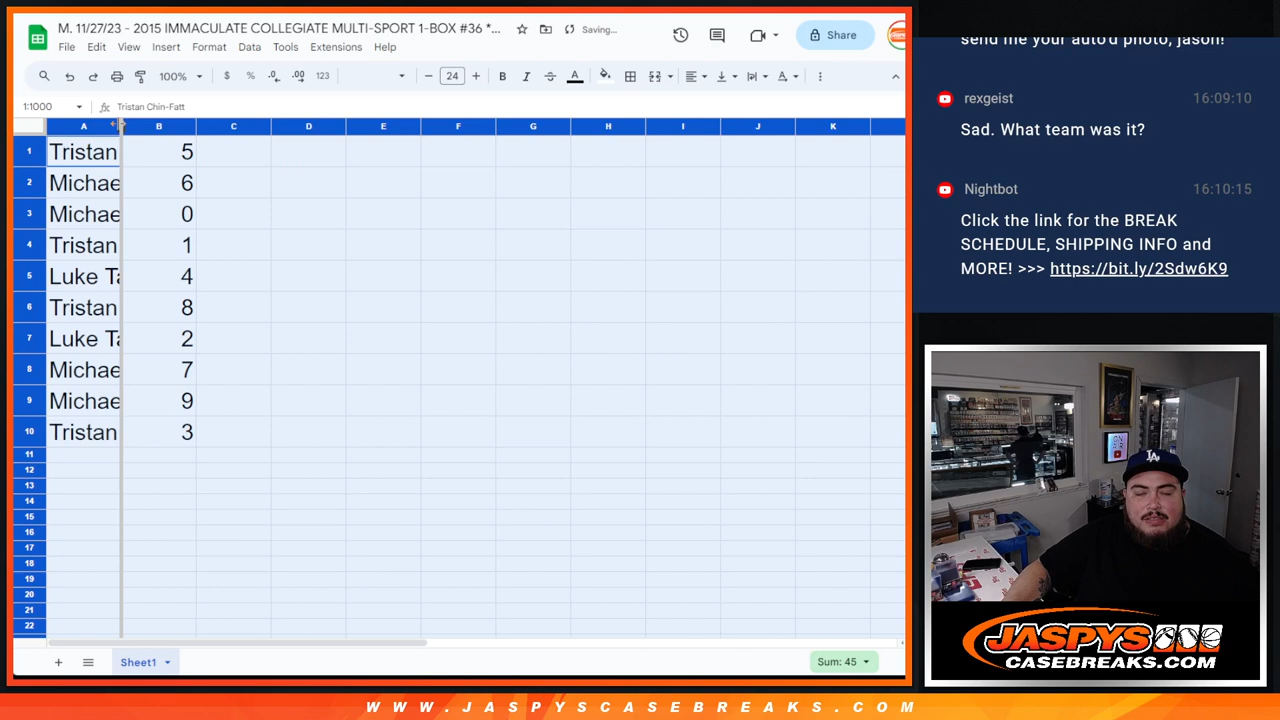 M. 11/27/23 - 2015 IMMACULATE COLLEGIATE MULTI-SPORT 1-BOX #36 *...
Saving...
Share
File Edit View Insert Format Data Tools Extensions Help
100% $ % .0 .00 123 24 B I A
1:1000 fx Tristan Chin-Fatt
A B C D E F G H I J K
1 Tristan 5
2 Michae 6
3 Michae 0
4 Tristan 1
5 Luke Ta 4
6 Tristan 8
7 Luke Ta 2
8 Michae 7
9 Michae 9
10 Tristan 3
11
12
13
14
15
16
17
18
19
20
21
22
Sheet1
Sum: 45
send me your auto'd photo, jason!
rexgeist 16:09:10
Sad. What team was it?
Nightbot 16:10:15
Click the link for the BREAK
SCHEDULE, SHIPPING INFO and
MORE! >>> https://bit.ly/2Sdw6K9
LA
JASPYS
CASEBREAKS.COM
WWW.JASPYSCASEBREAKS.COM